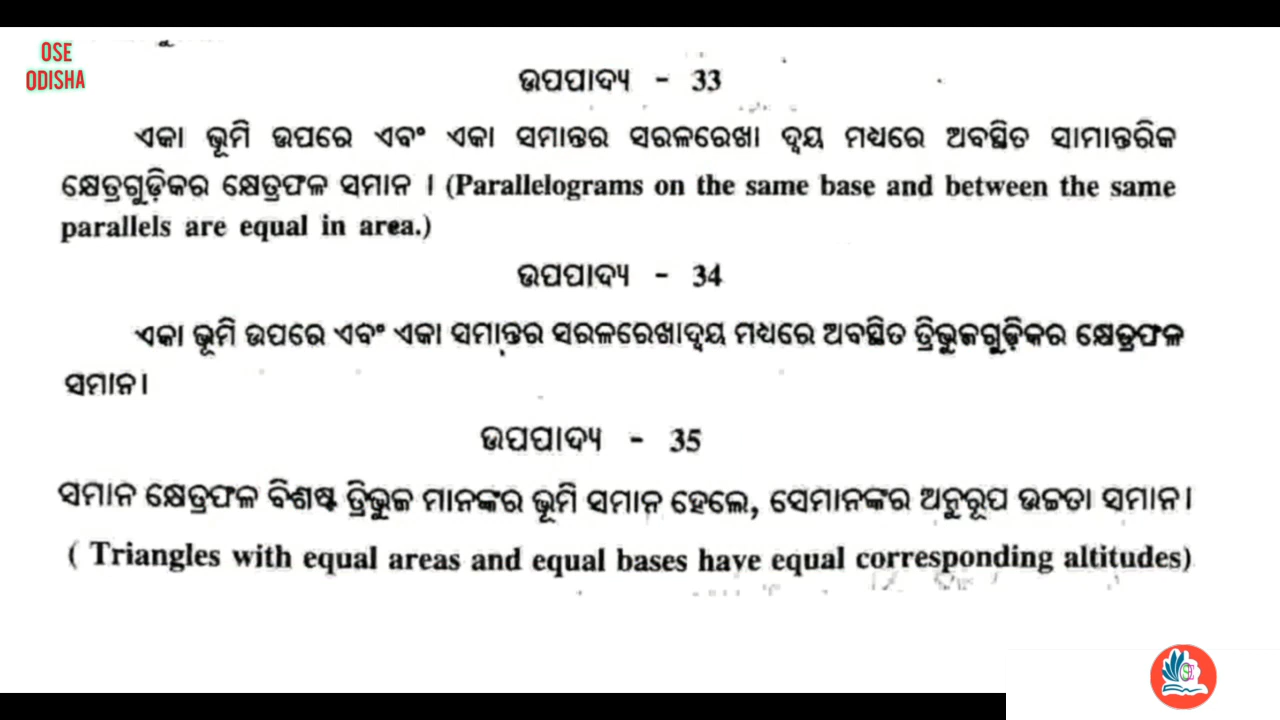 OSE
ODISHA
ଉପପାଦ୍ୟ - 33
ଏକା ଭୂମି ଉପରେ ଏବଂ ଏକା ସମାନ୍ତର ସରଳରେଖା ଦ୍ୱୟ ମଧ୍ୟରେ ଅବସ୍ଥିତ ସାମାନ୍ତରିକ
କ୍ଷେତ୍ରଗୁଡ଼ିକର କ୍ଷେତ୍ରଫଳ ସମାନ । (Parallelograms on the same base and between the same
parallels are equal in area.)
ଉପପାଦ୍ୟ - 34
ଏକା ଭୂମି ଉପରେ ଏବଂ ଏକା ସମାନ୍ତର ସରଳରେଖାଦ୍ୱୟ ମଧ୍ୟରେ ଅବସ୍ଥିତ ତ୍ରିଭୁଜଗୁଡ଼ିକର କ୍ଷେତ୍ରଫଳ
ସମାନ।
ଉପପାଦ୍ୟ - 35
ସମାନ କ୍ଷେତ୍ରଫଳ ବିଶିଷ୍ଟ ତ୍ରିଭୁଜ ମାନଙ୍କର ଭୂମି ସମାନ ହେଲେ, ସେମାନଙ୍କର ଅନୁରୂପ ଉଚ୍ଚତା ସମାନ।
( Triangles with equal areas and equal bases have equal corresponding altitudes)